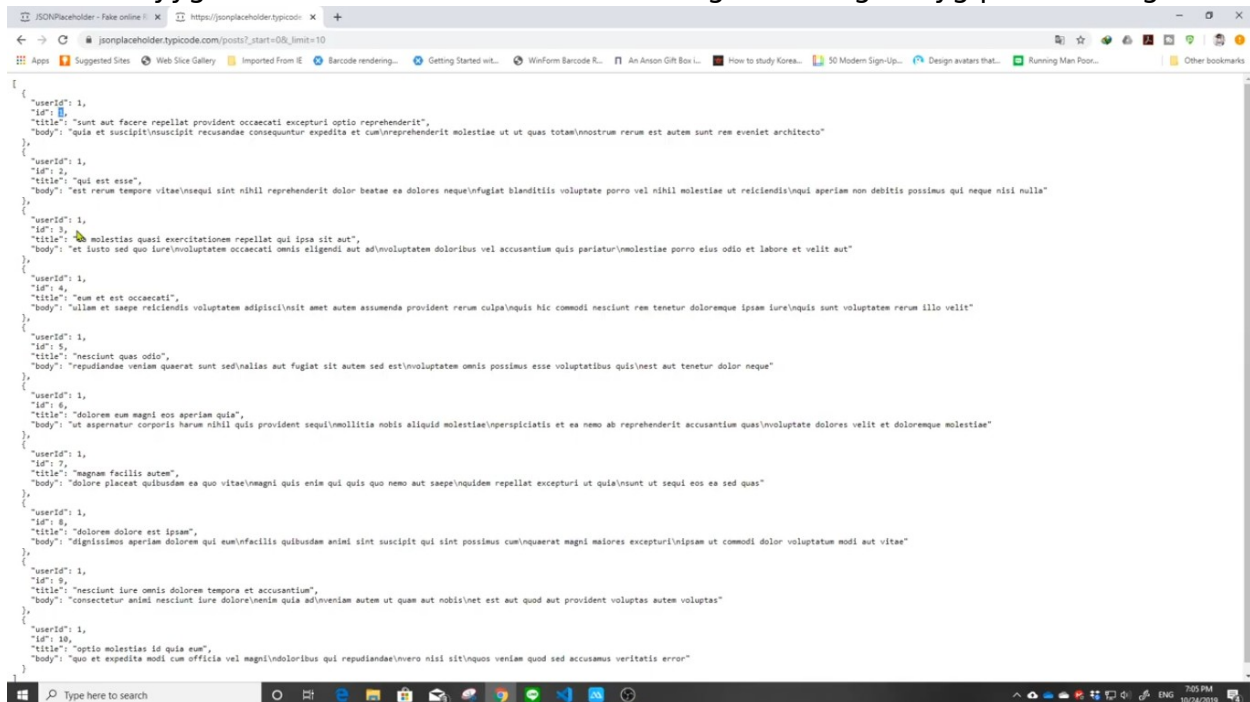 JSONPlaceholder - Fake online
https://jsonplaceholder.typicode
jsonplaceholder.typicode.com/posts?_start=0&_limit=10
Apps Suggested Sites Web Slice Gallery Imported From IE Barcode rendering... Getting Started wit... WinForm Barcode R... An Anson Gift Box i... How to study Korea... 50 Modern Sign-Up... Design avatars that... Running Man Poor... Other bookmarks
[
{
"userId": 1,
"id": 1,
"title": "sunt aut facere repellat provident occaecati excepturi optio reprehenderit",
"body": "quia et suscipit\nsuscipit recusandae consequuntur expedita et cum\nreprehenderit molestiae ut ut quas totam\nnostrum rerum est autem sunt rem eveniet architecto"
},
{
"userId": 1,
"id": 2,
"title": "qui est esse",
"body": "est rerum tempore vitae\nsequi sint nihil reprehenderit dolor beatae ea dolores neque\nfugiat blanditiis voluptate porro vel nihil molestiae ut reiciendis\nqui aperiam non debitis possimus qui neque nisi nulla"
},
{
"userId": 1,
"id": 3,
"title": molestias quasi exercitationem repellat qui ipsa sit aut",
"body": "et iusto sed quo iure\nvoluptatem occaecati omnis eligendi aut ad\nvoluptatem doloribus vel accusantium quis pariatur\nmolestiae porro eius odio et labore et velit aut"
},
{
"userId": 1,
"id": 4,
"title": "eum et est occaecati",
"body": "ullam et saepe reiciendis voluptatem adipisci\nsit amet autem assumenda provident rerum culpa\nquis hic commodi nesciunt rem tenetur doloremque ipsam iure\nquis sunt voluptatem rerum illo velit"
},
{
"userId": 1,
"id": 5,
"title": "nesciunt quas odio",
"body": "repudiandae veniam quaerat sunt sed\nalias aut fugiat sit autem sed est\nvoluptatem omnis possimus esse voluptatibus quis\nest aut tenetur dolor neque"
},
{
"userId": 1,
"id": 6,
"title": "dolorem eum magni eos aperiam quia",
"body": "ut aspernatur corporis harum nihil quis provident sequi\nmollitia nobis aliquid molestiae\nperspiciatis et ea nemo ab reprehenderit accusantium quas\nvoluptate dolores velit et doloremque molestiae"
},
{
"userId": 1,
"id": 7,
"title": "magnam facilis autem",
"body": "dolore placeat quibusdam ea quo vitae\nmagni quis enim qui quis quo nemo aut saepe\nquidem repellat excepturi ut quia\nsunt ut sequi eos ea sed quas"
},
{
"userId": 1,
"id": 8,
"title": "dolorem dolore est ipsam",
"body": "dignissimos aperiam dolorem qui eum\nfacilis quibusdam animi sint suscipit qui sint possimus cum\nquaerat magni maiores excepturi\nipsam ut commodi dolor voluptatum modi aut vitae"
},
{
"userId": 1,
"id": 9,
"title": "nesciunt iure omnis dolorem tempora et accusantium",
"body": "consectetur animi nesciunt iure dolore\nenim quia ad\nveniam autem ut quam aut nobis\net est aut quod aut provident voluptas autem voluptas"
},
{
"userId": 1,
"id": 10,
"title": "optio molestias id quia eum",
"body": "quo et expedita modi cum officia vel magni\ndoloribus qui repudiandae\nvero nisi sit\nquos veniam quod sed accusamus veritatis error"
}
]
Type here to search
ENG 7:05 PM
10/24/2019